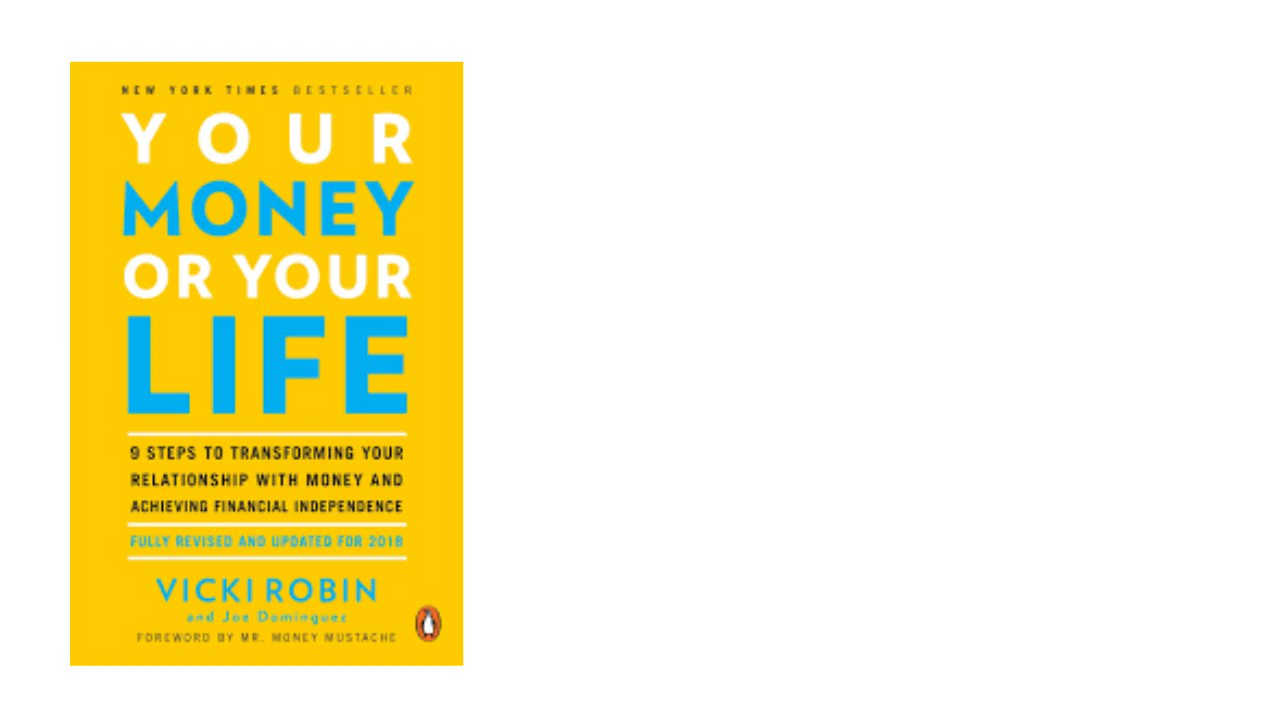 NEW YORK TIMES BESTSELLER
YOUR
MONEY
OR YOUR
LIFE
9 STEPS TO TRANSFORMING YOUR
RELATIONSHIP WITH MONEY AND
ACHIEVING FINANCIAL INDEPENDENCE
FULLY REVISED AND UPDATED FOR 2018
VICKI ROBIN
and Joe Dominguez
FOREWORD BY MR. MONEY MUSTACHE